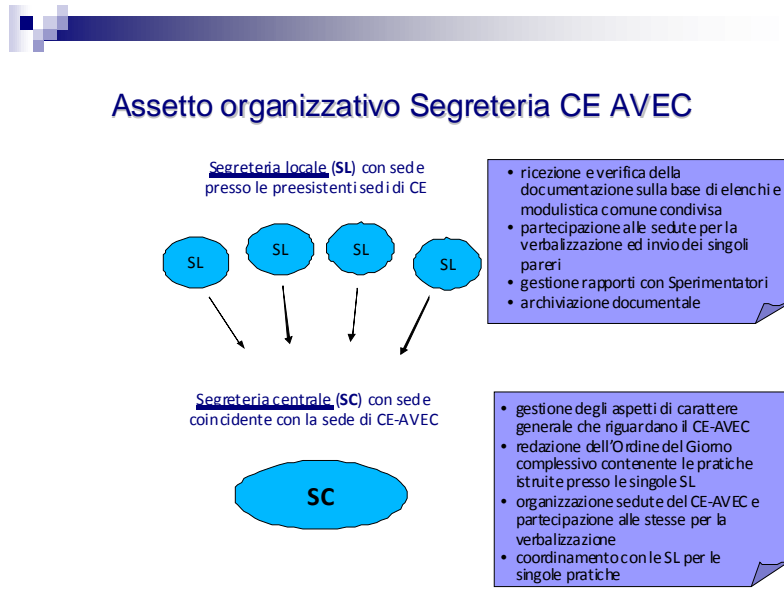 Assetto organizzativo Segreteria CE AVEC
Segreteria locale (SL) con sede
presso le preesistenti sedi di CE
SL
SL
SL
SL
• ricezione e verifica della
documentazione sulla base di elenchi e
modulistica comune condivisa
• partecipazione alle sedute per la
verbalizzazione ed invio dei singoli
pareri
• gestione rapporti con Sperimentatori
• archiviazione documentale
Segreteria centrale (SC) con sede
coincidente con la sede di CE-AVEC
SC
• gestione degli aspetti di carattere
generale che riguardano il CE-AVEC
• redazione dell’Ordine del Giorno
complessivo contenente le pratiche
istruite presso le singole SL
• organizzazione sedute del CE-AVEC e
partecipazione alle stesse per la
verbalizzazione
• coordinamento con le SL per le
singole pratiche